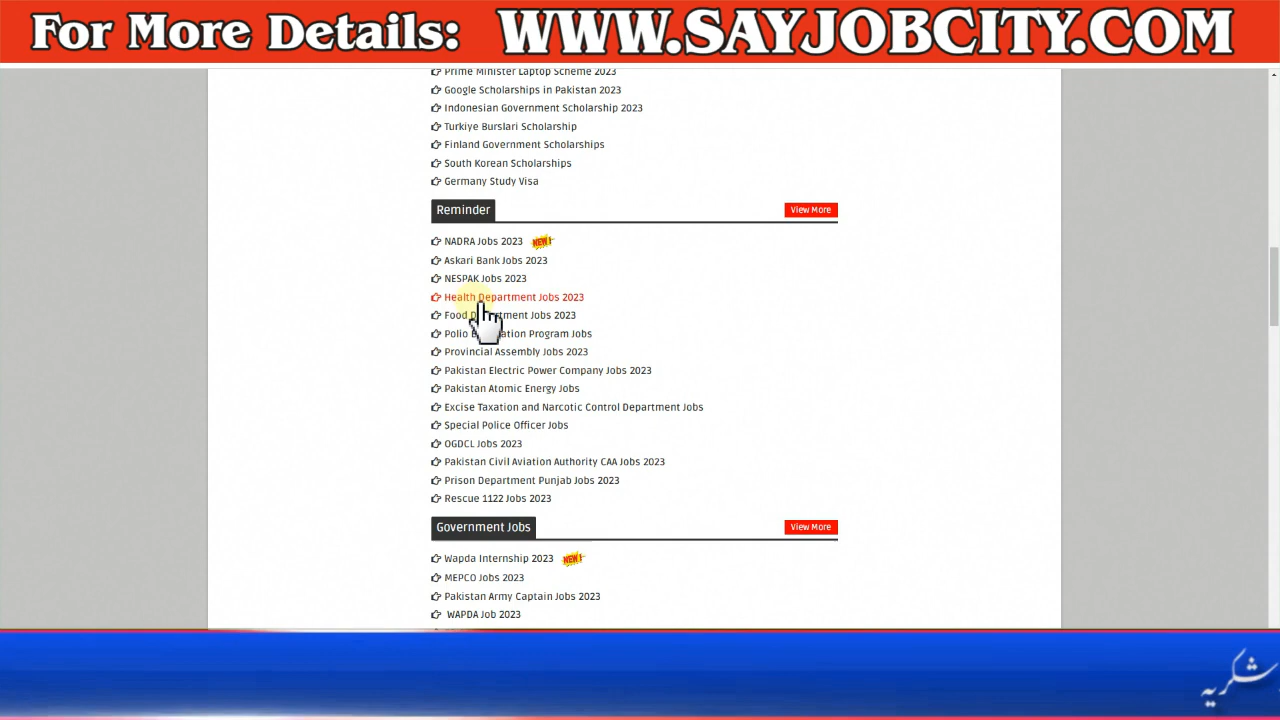 For More Details: WWW.SAYJOBCITY.COM
Prime Minister Laptop Scheme 2023
Google Scholarships in Pakistan 2023
Indonesian Government Scholarship 2023
Turkiye Burslari Scholarship
Finland Government Scholarships
South Korean Scholarships
Germany Study Visa
Reminder View More
NADRA Jobs 2023 NEW!
Askari Bank Jobs 2023
NESPAK Jobs 2023
Health Department Jobs 2023
Food Department Jobs 2023
Polio Program Jobs
Provincial Assembly Jobs 2023
Pakistan Electric Power Company Jobs 2023
Pakistan Atomic Energy Jobs
Excise Taxation and Narcotic Control Department Jobs
Special Police Officer Jobs
OGDCL Jobs 2023
Pakistan Civil Aviation Authority CAA Jobs 2023
Prison Department Punjab Jobs 2023
Rescue 1122 Jobs 2023
Government Jobs View More
Wapda Internship 2023 NEW!
MEPCO Jobs 2023
Pakistan Army Captain Jobs 2023
WAPDA Job 2023
شکریہ